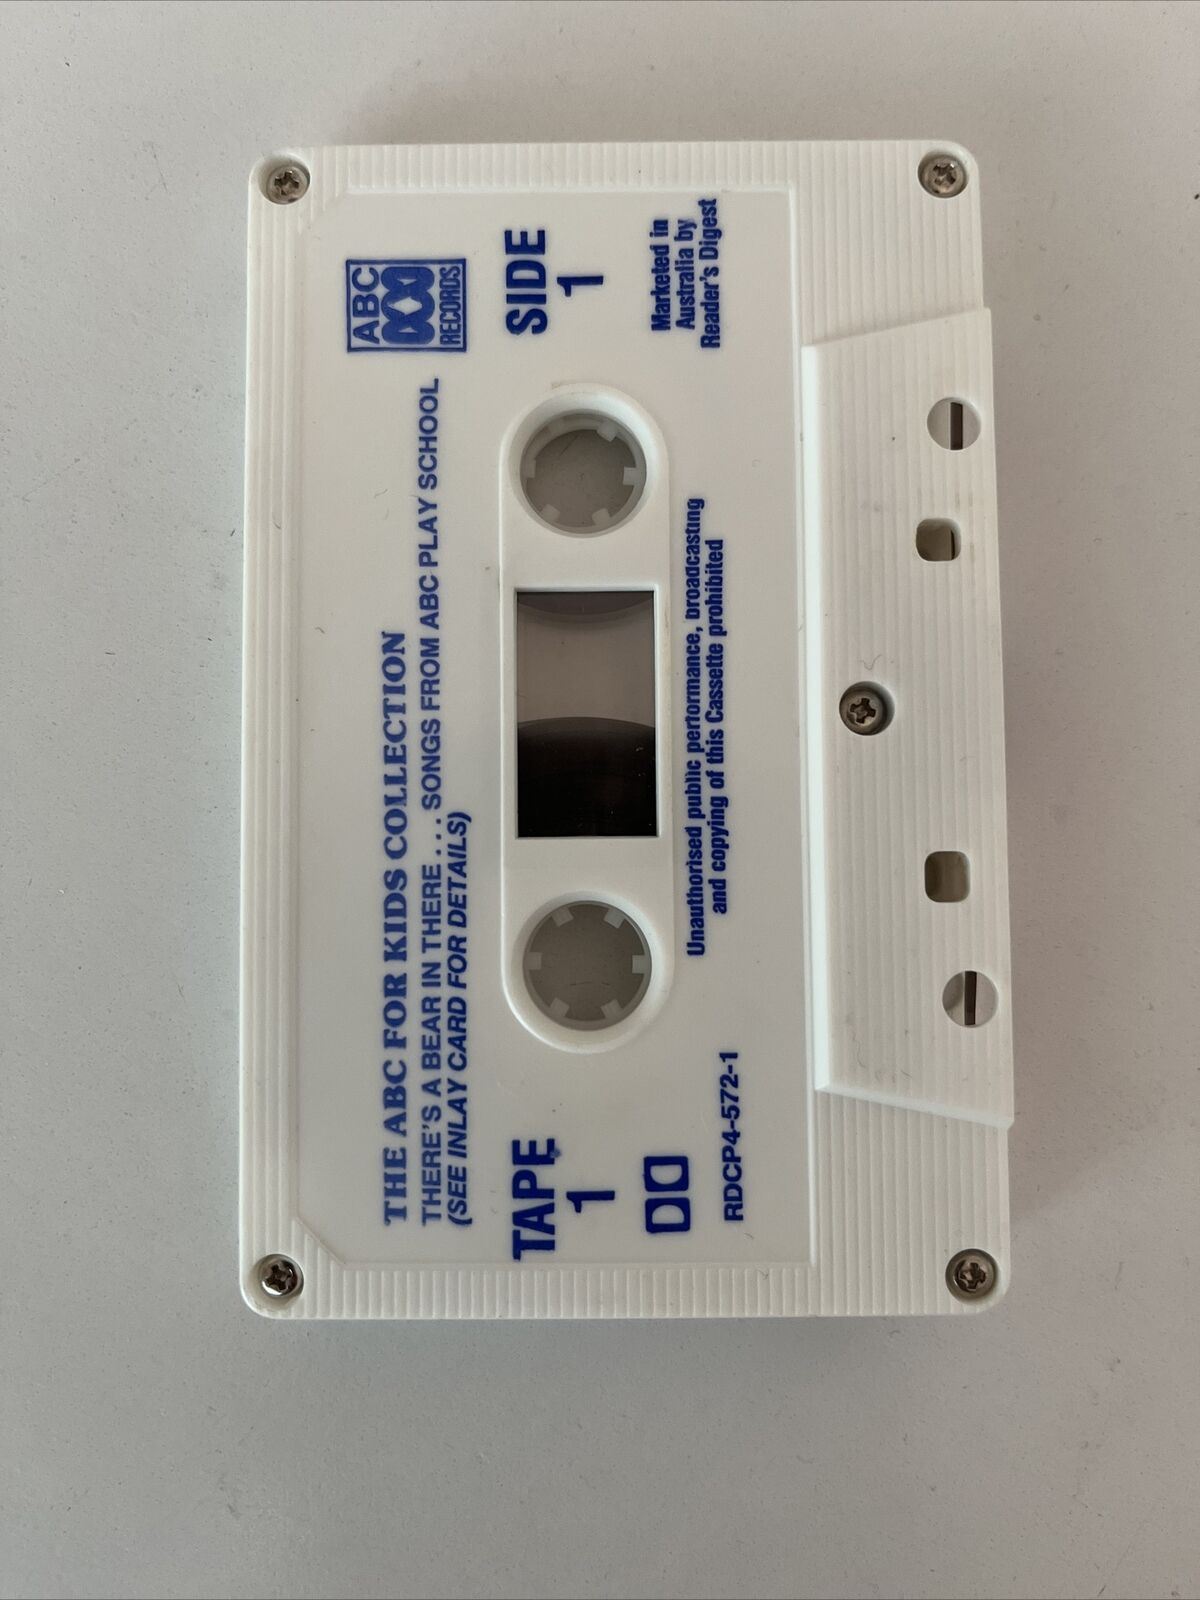 THE ABC FOR KIDS COLLECTION
THERE'S A BEAR IN THERE.... SONGS FROM ABC PLAY SCHOOL
(SEE INLAY CARD FOR DETAILS)
ABC
RECORDS
TAPE
1
SIDE
1
Unauthorised public performance, broadcasting
and copying of this Cassette prohibited
RDCP4-572-1
Marketed in
Australia by
Reader's Digest